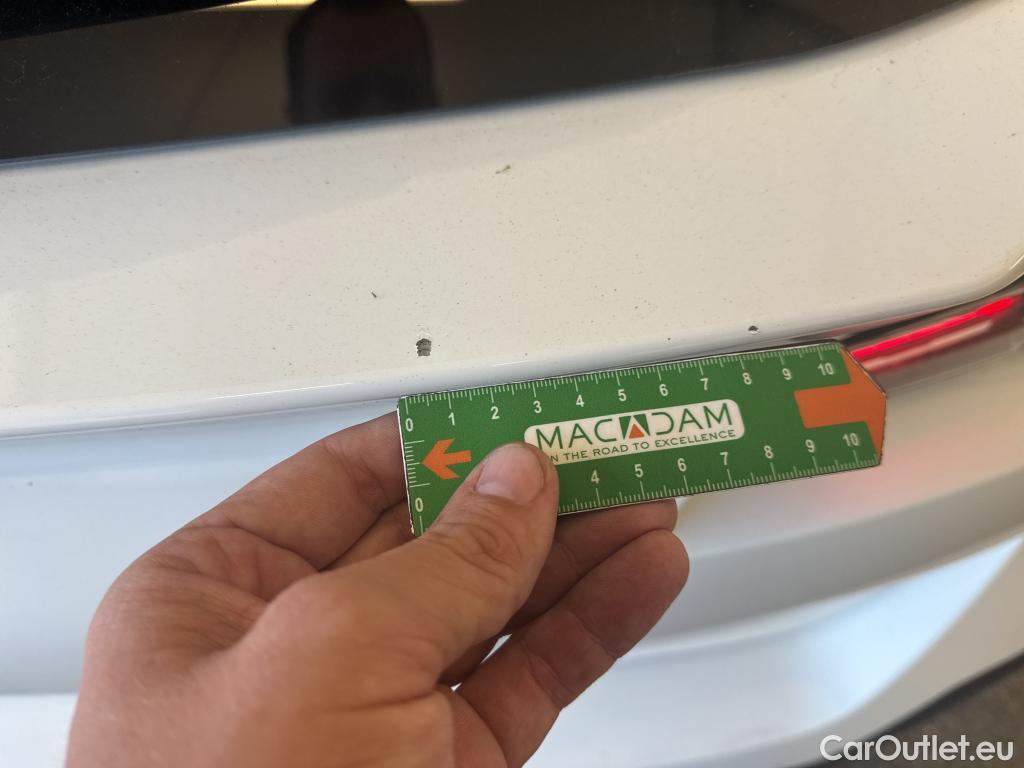 0 1 2 3 4 5 6 7 8 9 10
MACADAM
N THE ROAD TO EXCELLENCE
0 4 5 6 7 8 9 10
CarOutlet.eu